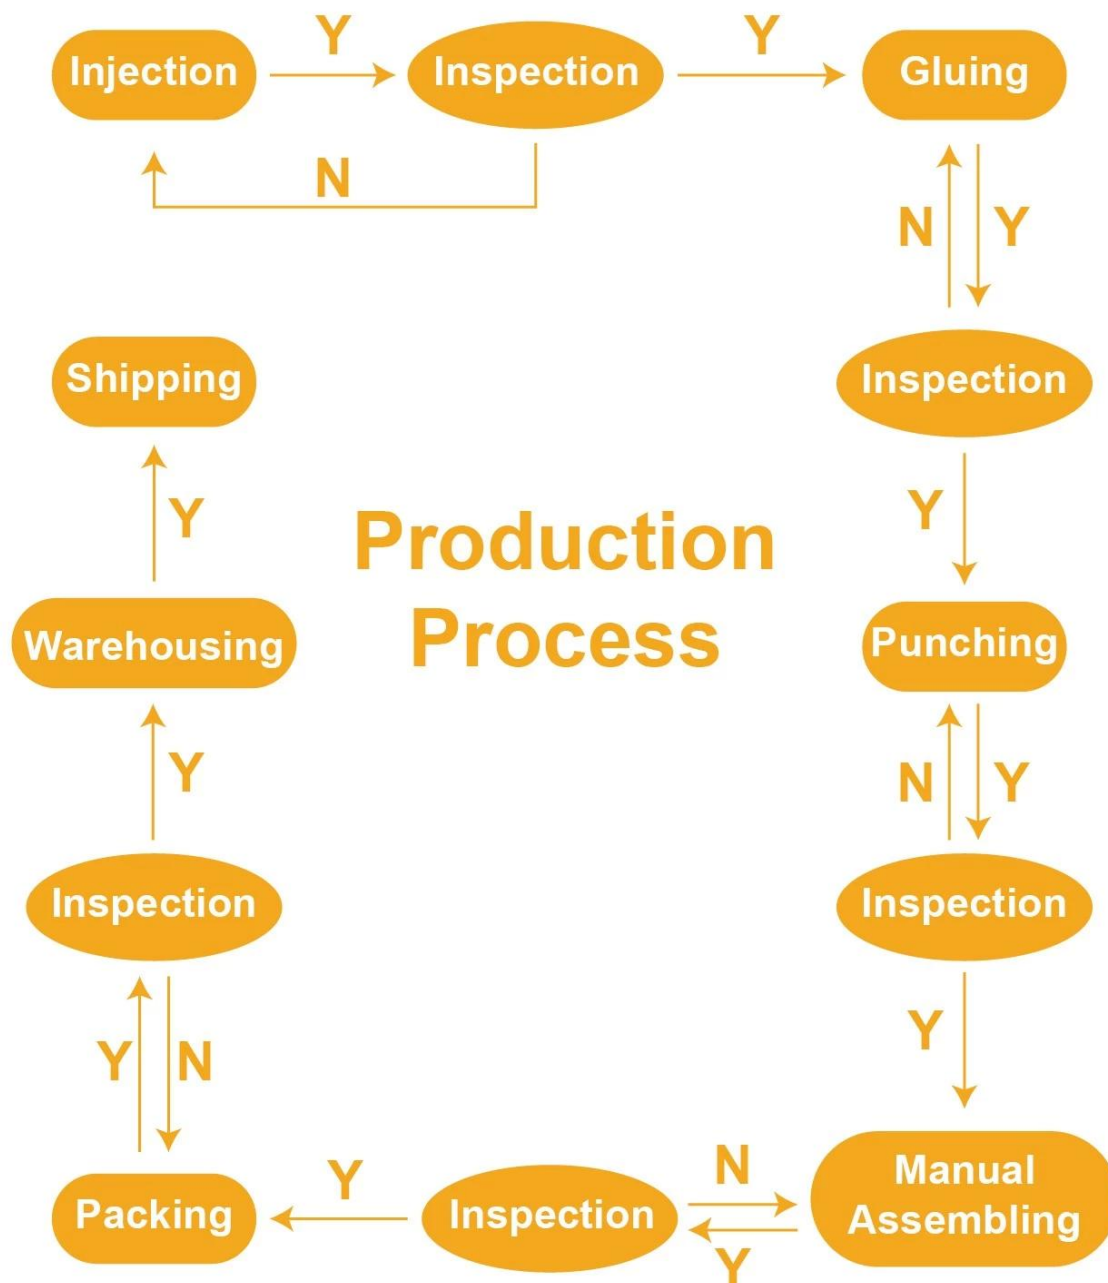 Injection
Y
Inspection
Y
Gluing
N
N
Y
Inspection
Y
Punching
N
Y
Inspection
Y
Manual
Assembling
N
Y
Inspection
Y
Packing
Y
N
Inspection
Y
Warehousing
Y
Shipping
Production
Process